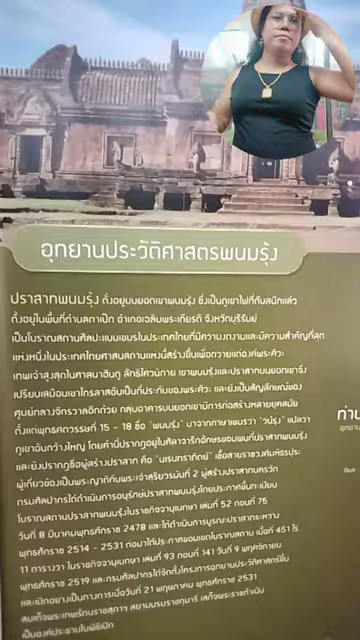 อุทยานประวัติศาสตร์พนมรุ้ง
ปราสาทพนมรุ้ง ตั้งอยู่บนยอดเขาพนมรุ้ง ซึ่งเป็นภูเขาไฟที่ดับสนิทแล้ว
ตั้งอยู่ในพื้นที่ตำบลตาเป๊ก อำเภอเฉลิมพระเกียรติ จังหวัดบุรีรัมย์
เป็นโบราณสถานศิลปะแบบเขมรในประเทศไทยที่มีความงดงามและมีความสำคัญที่สุด
แห่งหนึ่งในประเทศไทยศาสนสถานแห่งนี้สร้างขึ้นเพื่อถวายแด่องค์พระศิวะ
เทพเจ้าสูงสุดในศาสนาฮินดู ลัทธิไศวนิกาย เขาพนมรุ้งและปราสาทบนยอดเขาจึง
เปรียบเสมือนเขาไกรลาสอันเป็นที่ประทับของพระศิวะ และยังเป็นสัญลักษณ์ของ
ศูนย์กลางจักรวาลอีกด้วย กลุ่มอาคารบนยอดเขามีการก่อสร้างหลายยุคสมัย
ตั้งแต่พุทธศตวรรษที่ 15 - 18 ชื่อ "พนมรุ้ง" มาจากภาษาเขมรว่า "วนํรุง" แปลว่า
ภูเขาอันกว้างใหญ่ โดยคำนี้ปรากฏอยู่ในศิลาจารึกอักษรขอมพบที่ปราสาทพนมรุ้ง
และยังปรากฏชื่อผู้สร้างปราสาท คือ "นเรนทราทิตย์" เชื้อสายราชวงศ์มหิธรปุระ
ผู้เกี่ยวข้องเป็นพระญาติกับพระเจ้าสุริยวรมันที่ 2 ผู้สร้างปราสาทนครวัด
กรมศิลปากรได้ดำเนินการอนุรักษ์ปราสาทพนมรุ้งโดยประกาศขึ้นทะเบียน
โบราณสถานปราสาทพนมรุ้งในราชกิจจานุเบกษา เล่มที่ 52 ตอนที่ 75
วันที่ 8 มีนาคมพุทธศักราช 2478 และได้ดำเนินการบูรณะปราสาทระหว่าง
พุทธศักราช 2514 - 2531 ต่อมาได้ประกาศขอบเขตโบราณสถาน เนื้อที่ 451 ไร่
11 ตารางวา ในราชกิจจานุเบกษา เล่มที่ 93 ตอนที่ 141 วันที่ 9 พฤศจิกายน
พุทธศักราช 2519 และกรมศิลปากรได้จัดตั้งโครงการอุทยานประวัติศาสตร์ขึ้น
และเปิดอย่างเป็นทางการเมื่อวันที่ 21 พฤษภาคม พุทธศักราช 2531
สมเด็จพระเทพรัตนราชสุดาฯ สยามบรมราชกุมารี เสด็จพระราชดำเนิน
เป็นองค์ประธานในพิธีเปิด
ท่าน
อุทยาน